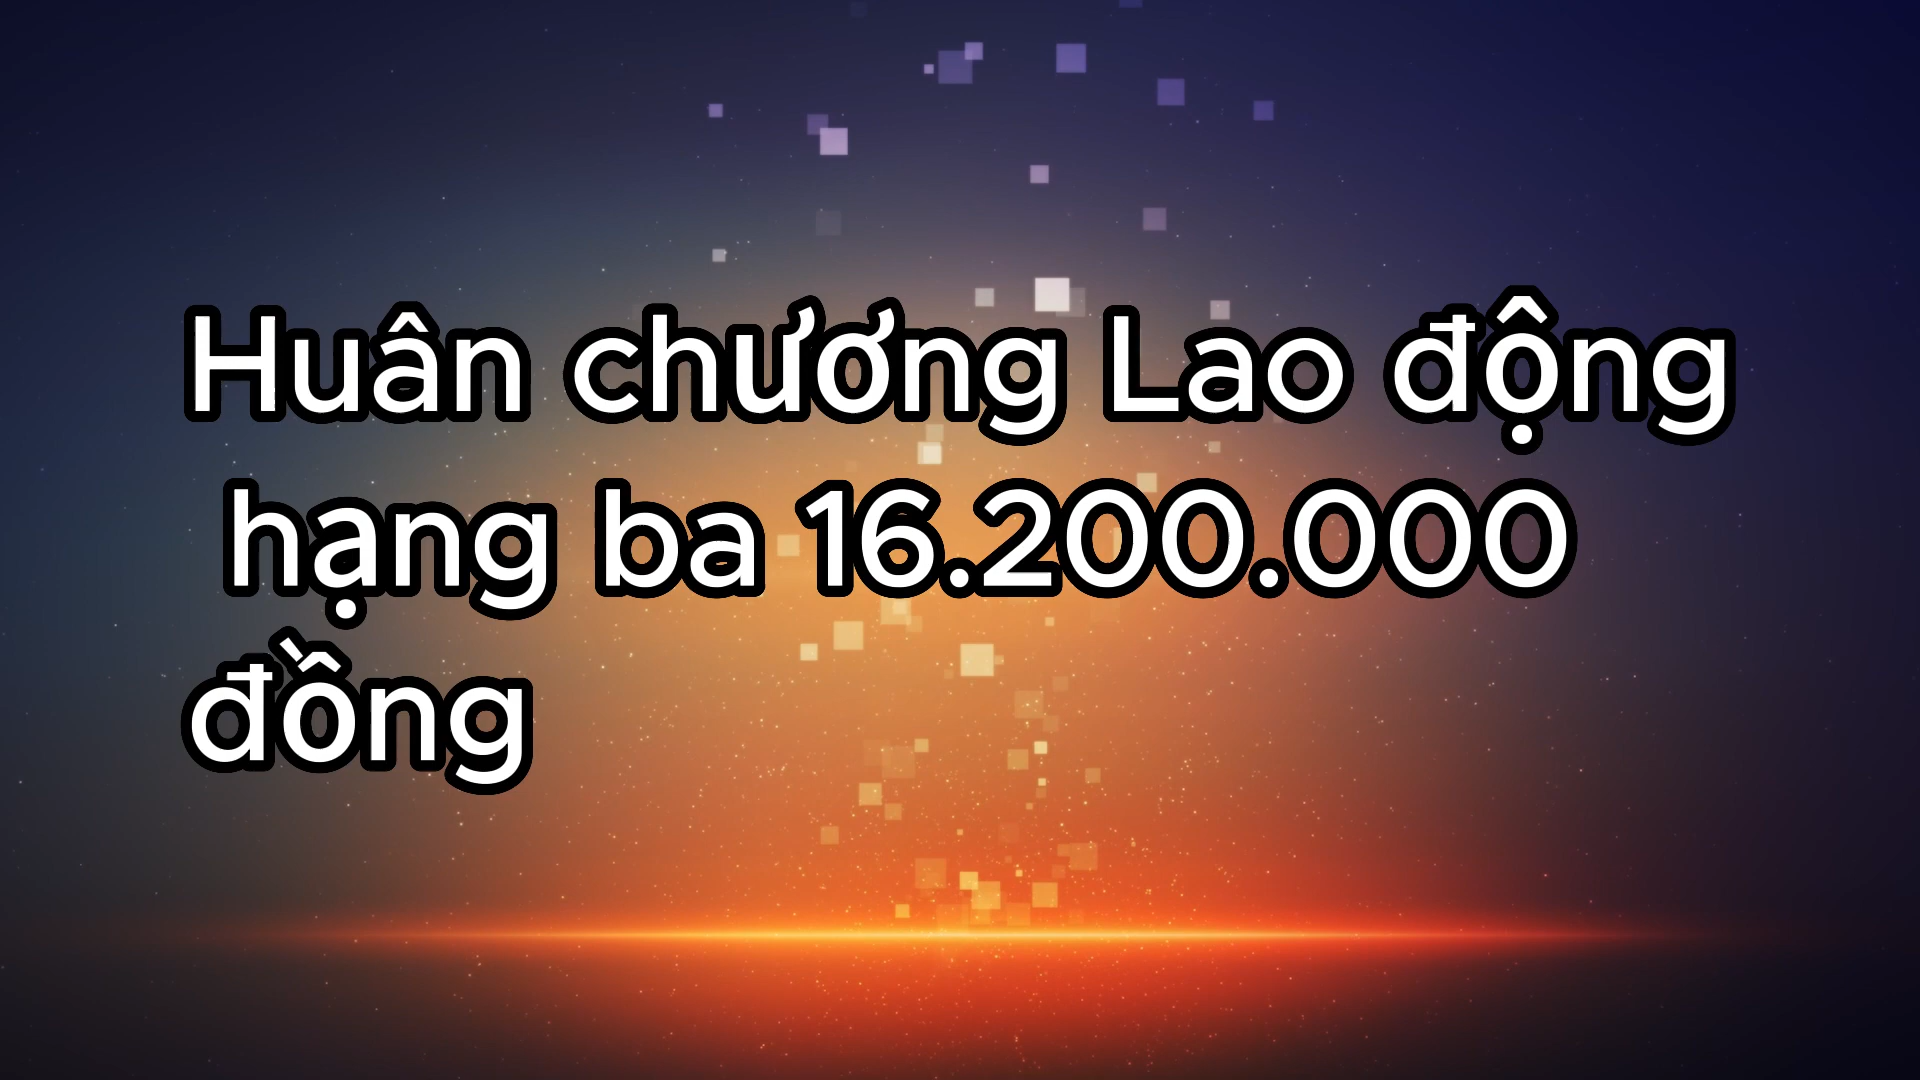 Huân chương Lao động
hạng ba 16.200.000
đồng